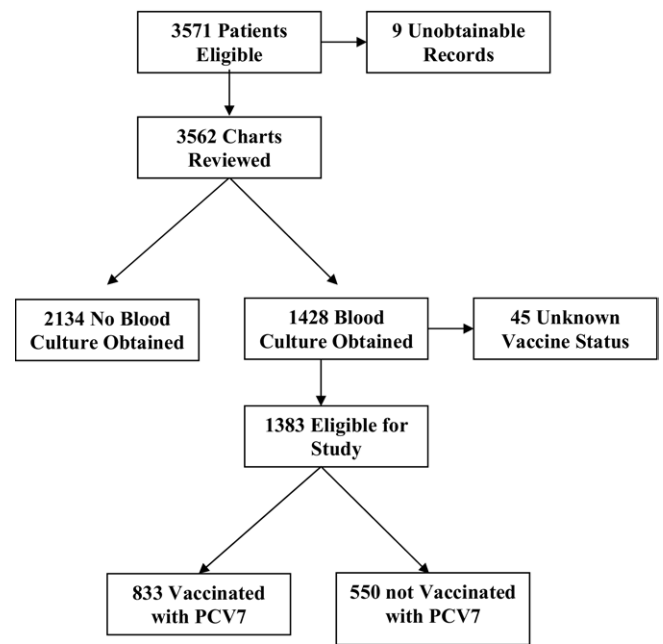 3571 Patients
Eligible
9 Unobtainable
Records
3562 Charts
Reviewed
2134 No Blood
Culture Obtained
1428 Blood
Culture Obtained
45 Unknown
Vaccine Status
1383 Eligible for
Study
833 Vaccinated
with PCV7
550 not Vaccinated
with PCV7